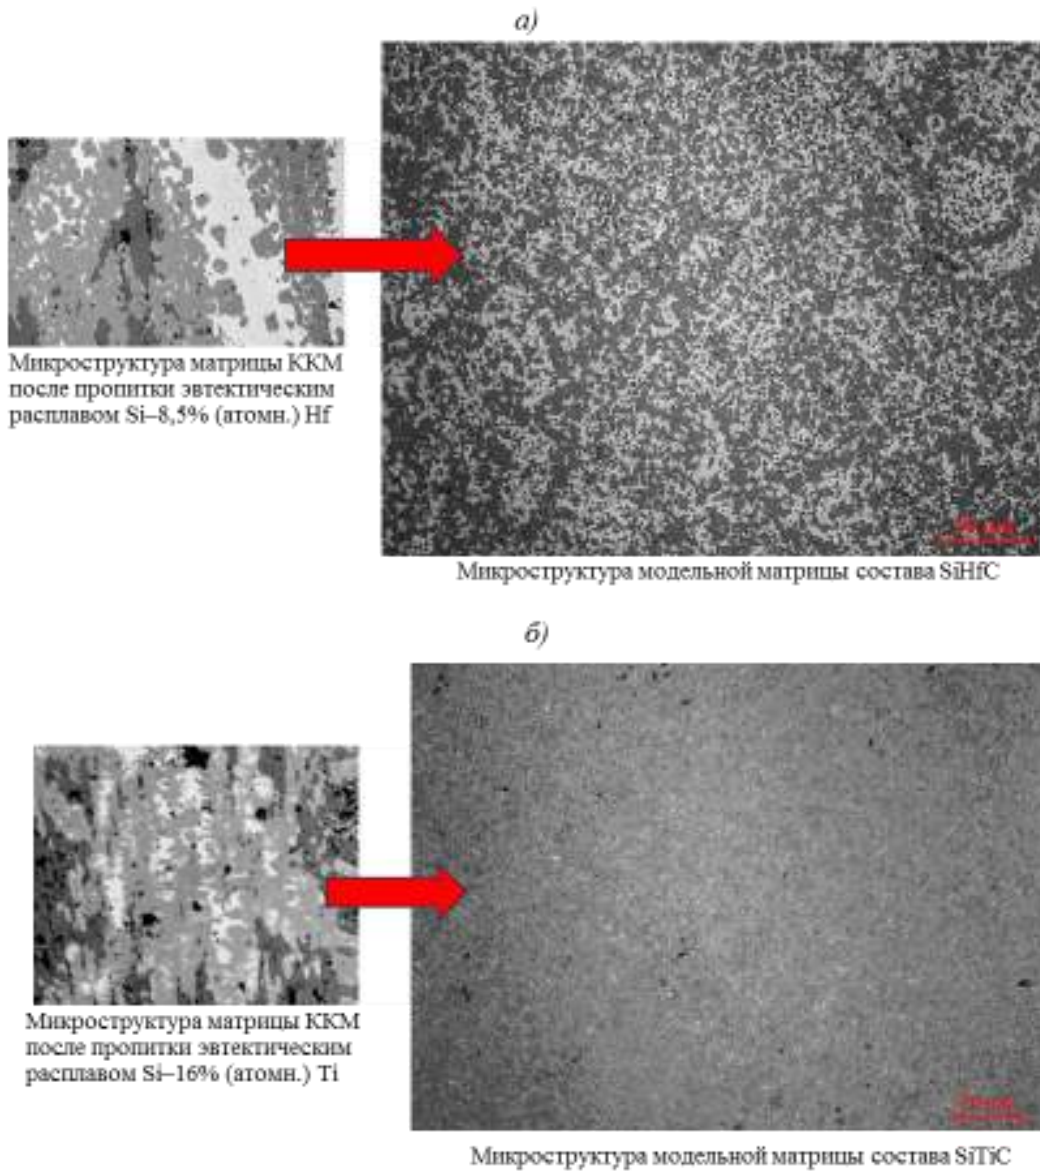 а)
Микроструктура матрицы ККМ
после пропитки эвтектическим
расплавом Si–8,5% (атомн.) Hf
Микроструктура модельной матрицы состава SiHfC
б)
Микроструктура матрицы ККМ
после пропитки эвтектическим
расплавом Si–16% (атомн.) Ti
Микроструктура модельной матрицы состава SiTiC